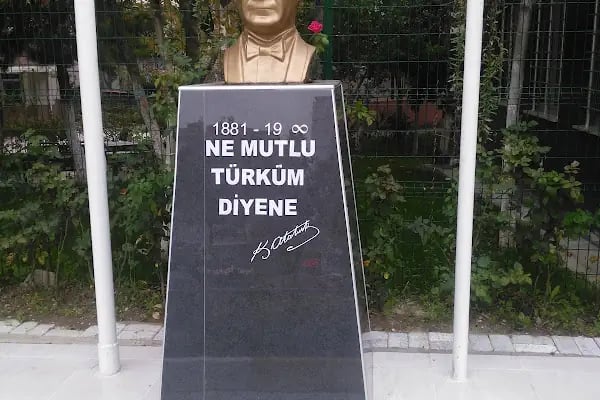 1881 - 19 ∞
NE MUTLU
TÜRKÜM
DİYENE
K. Atatürk